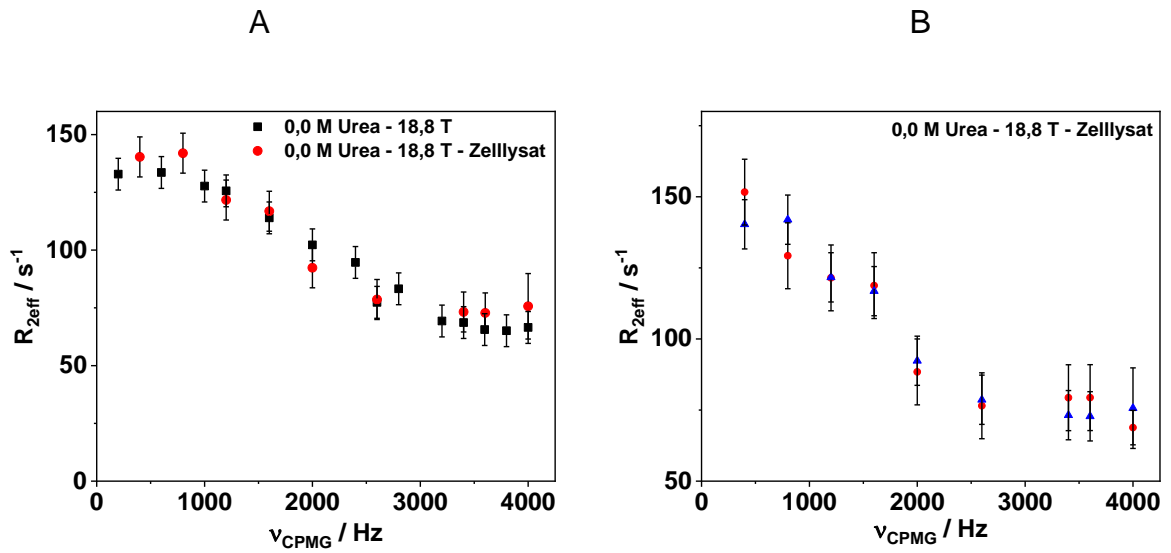 A
B
0,0 M Urea - 18,8 T
0,0 M Urea - 18,8 T - Zelllysat
150
100
50
0
R2eff / s-1
0
1000
2000
3000
4000
νCPMG / Hz
0,0 M Urea - 18,8 T - Zelllysat
150
100
50
R2eff / s-1
0
1000
2000
3000
4000
νCPMG / Hz